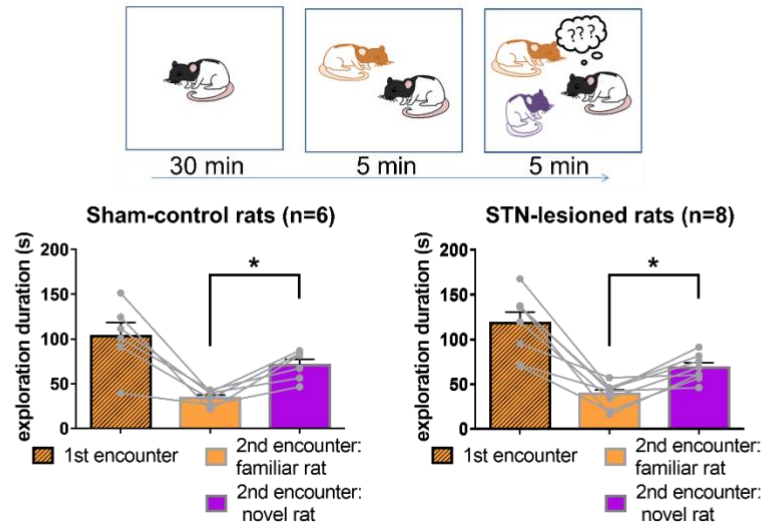 ???
30 min
5 min
5 min
Sham-control rats (n=6)
exploration duration (s)
200
150
100
50
0
*
1st encounter
2nd encounter:
familiar rat
2nd encounter:
novel rat
STN-lesioned rats (n=8)
exploration duration (s)
200
150
100
50
0
*
1st encounter
2nd encounter:
familiar rat
2nd encounter:
novel rat